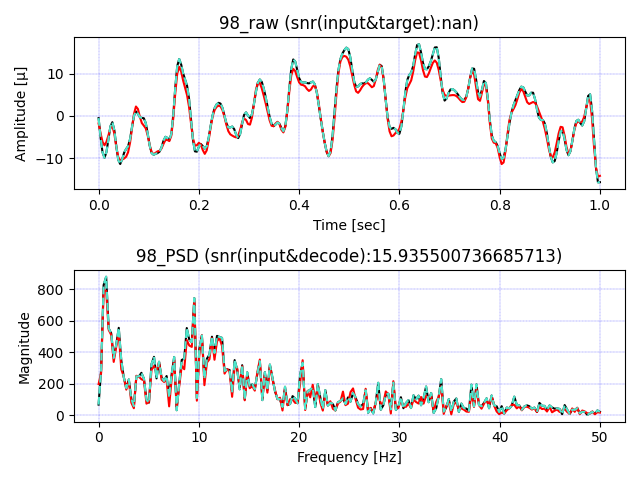 98_raw (snr(input&target):nan)
Amplitude [µ]
10
0
−10
0.0 0.2 0.4 0.6 0.8 1.0
Time [sec]
98_PSD (snr(input&decode):15.935500736685713)
Magnitude
800
600
400
200
0
0 10 20 30 40 50
Frequency [Hz]